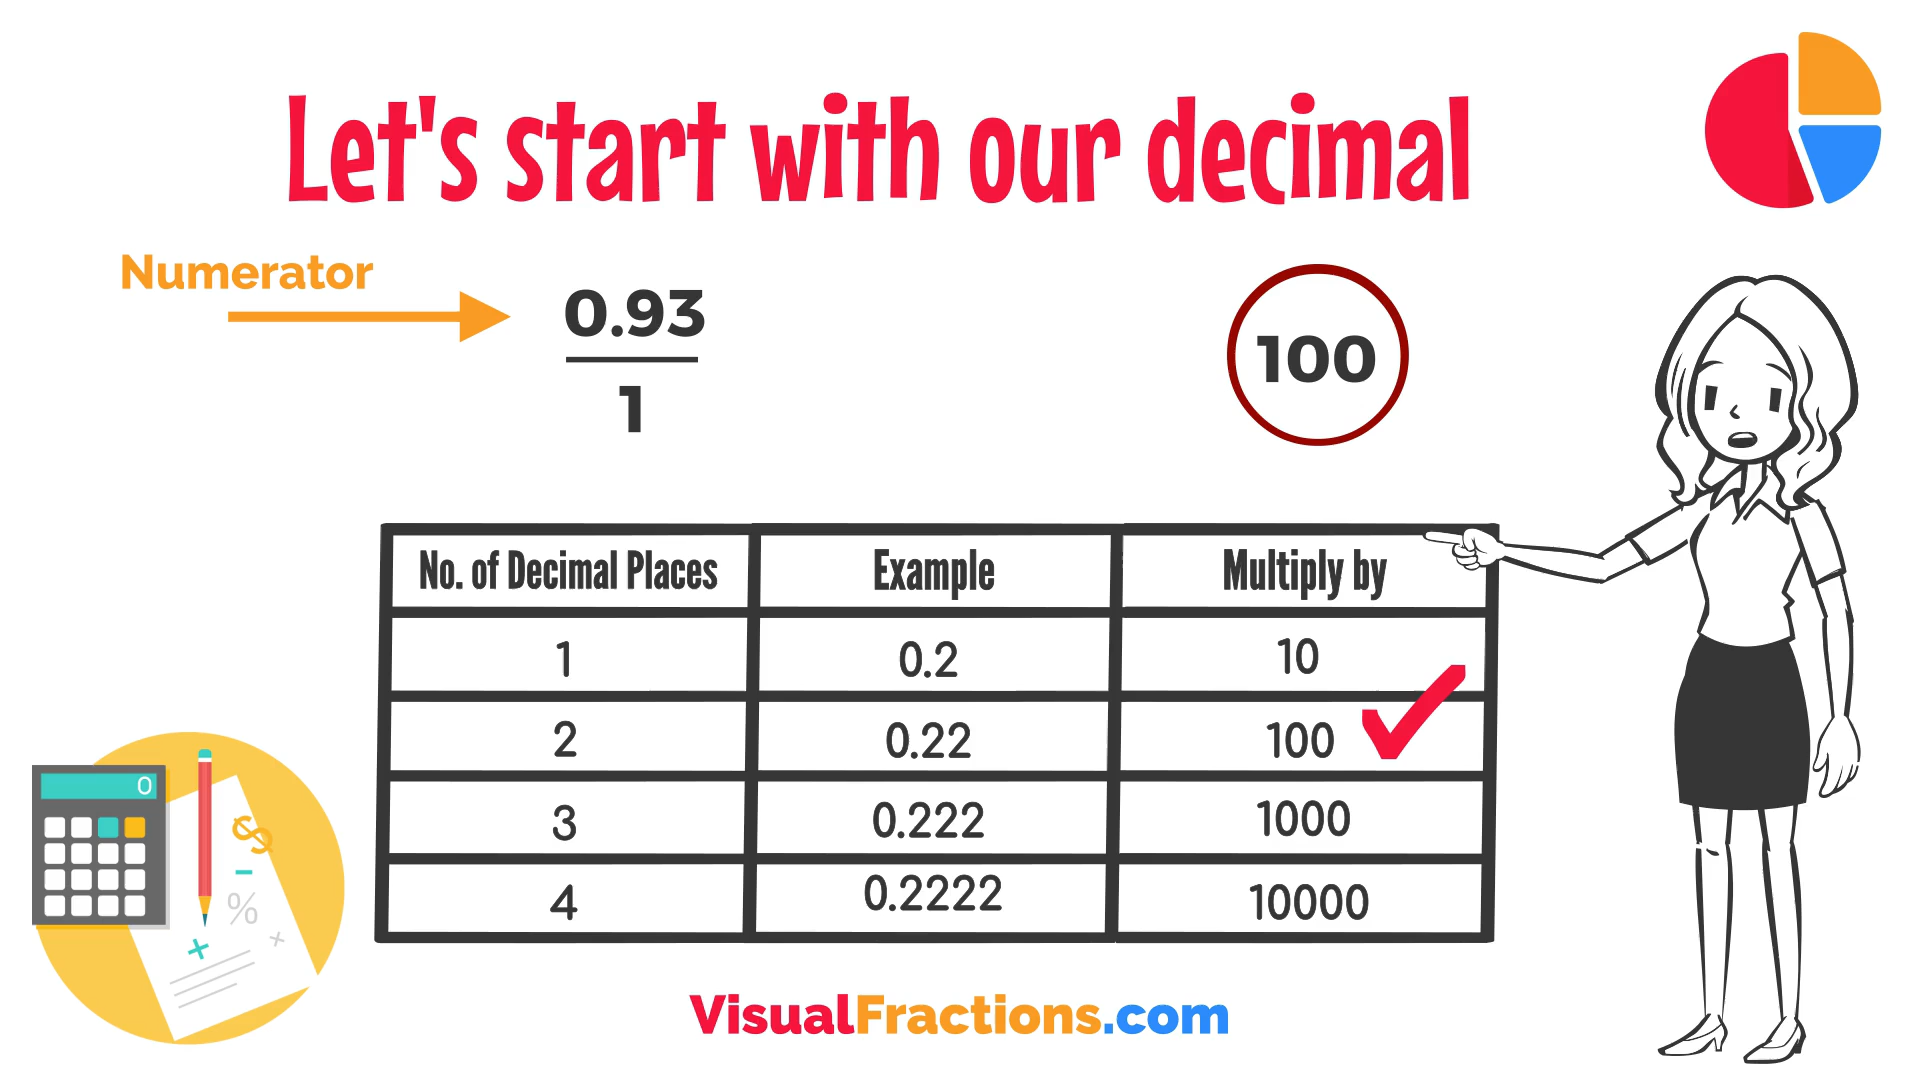 Let's start with our decimal
Numerator
0.93
1
100
No. of Decimal Places Example Multiply by
1 0.2 10
2 0.22 100
3 0.222 1000
4 0.2222 10000
0
$
%
VisualFractions.com